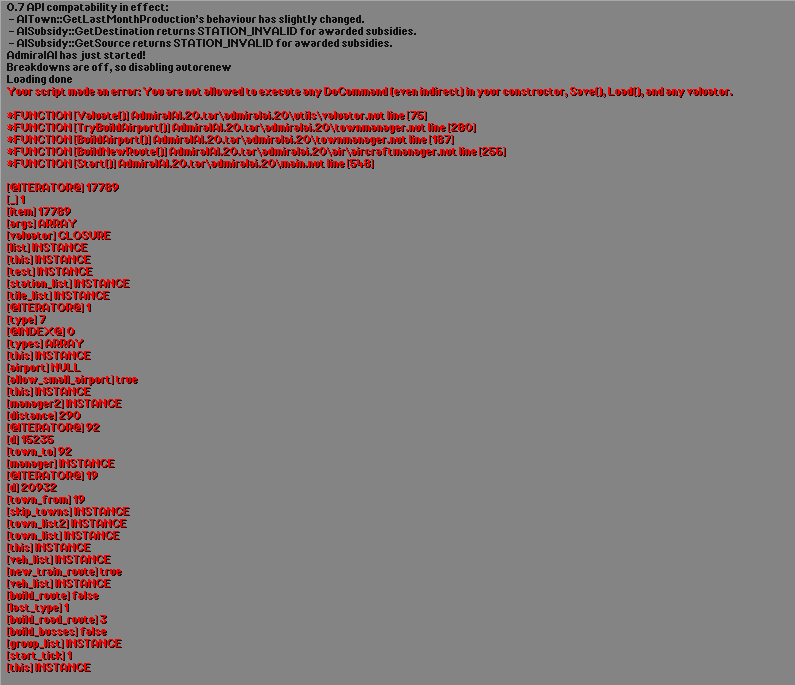 0.7 API compatability in effect:
- AITown::GetLastMonthProduction's behaviour has slightly changed.
- AISubsidy::GetDestination returns STATION_INVALID for awarded subsidies.
- AISubsidy::GetSource returns STATION_INVALID for awarded subsidies.
AdmiralAI has just started!
Breakdowns are off, so disabling autorenew
Loading done
Your script made an error: You are not allowed to execute any DoCommand (even indirect) in your constructor, Save(), Load(), and any valuator.
*FUNCTION [Valuate()] AdmiralAI.20.tar\admiralai.20\utils\valuator.nut line [75]
*FUNCTION [TryBuildAirport()] AdmiralAI.20.tar\admiralai.20\townmanager.nut line [280]
*FUNCTION [BuildAirport()] AdmiralAI.20.tar\admiralai.20\townmanager.nut line [187]
*FUNCTION [BuildNewRoute()] AdmiralAI.20.tar\admiralai.20\air\aircraftmanager.nut line [256]
*FUNCTION [Start()] AdmiralAI.20.tar\admiralai.20\main.nut line [548]
[@ITERATOR@] 17789
[_] 1
[item] 17789
[args] ARRAY
[valuator] CLOSURE
[list] INSTANCE
[this] INSTANCE
[test] INSTANCE
[station_list] INSTANCE
[tile_list] INSTANCE
[@ITERATOR@] 1
[type] 7
[@INDEX@] 0
[types] ARRAY
[this] INSTANCE
[airport] NULL
[allow_small_airport] true
[this] INSTANCE
[manager2] INSTANCE
[distance] 290
[@ITERATOR@] 92
[d] 15235
[town_to] 92
[manager] INSTANCE
[@ITERATOR@] 19
[d] 20932
[town_from] 19
[skip_towns] INSTANCE
[town_list2] INSTANCE
[town_list] INSTANCE
[this] INSTANCE
[veh_list] INSTANCE
[new_train_route] true
[veh_list] INSTANCE
[build_route] false
[last_type] 1
[build_road_route] 3
[build_busses] false
[group_list] INSTANCE
[start_tick] 1
[this] INSTANCE